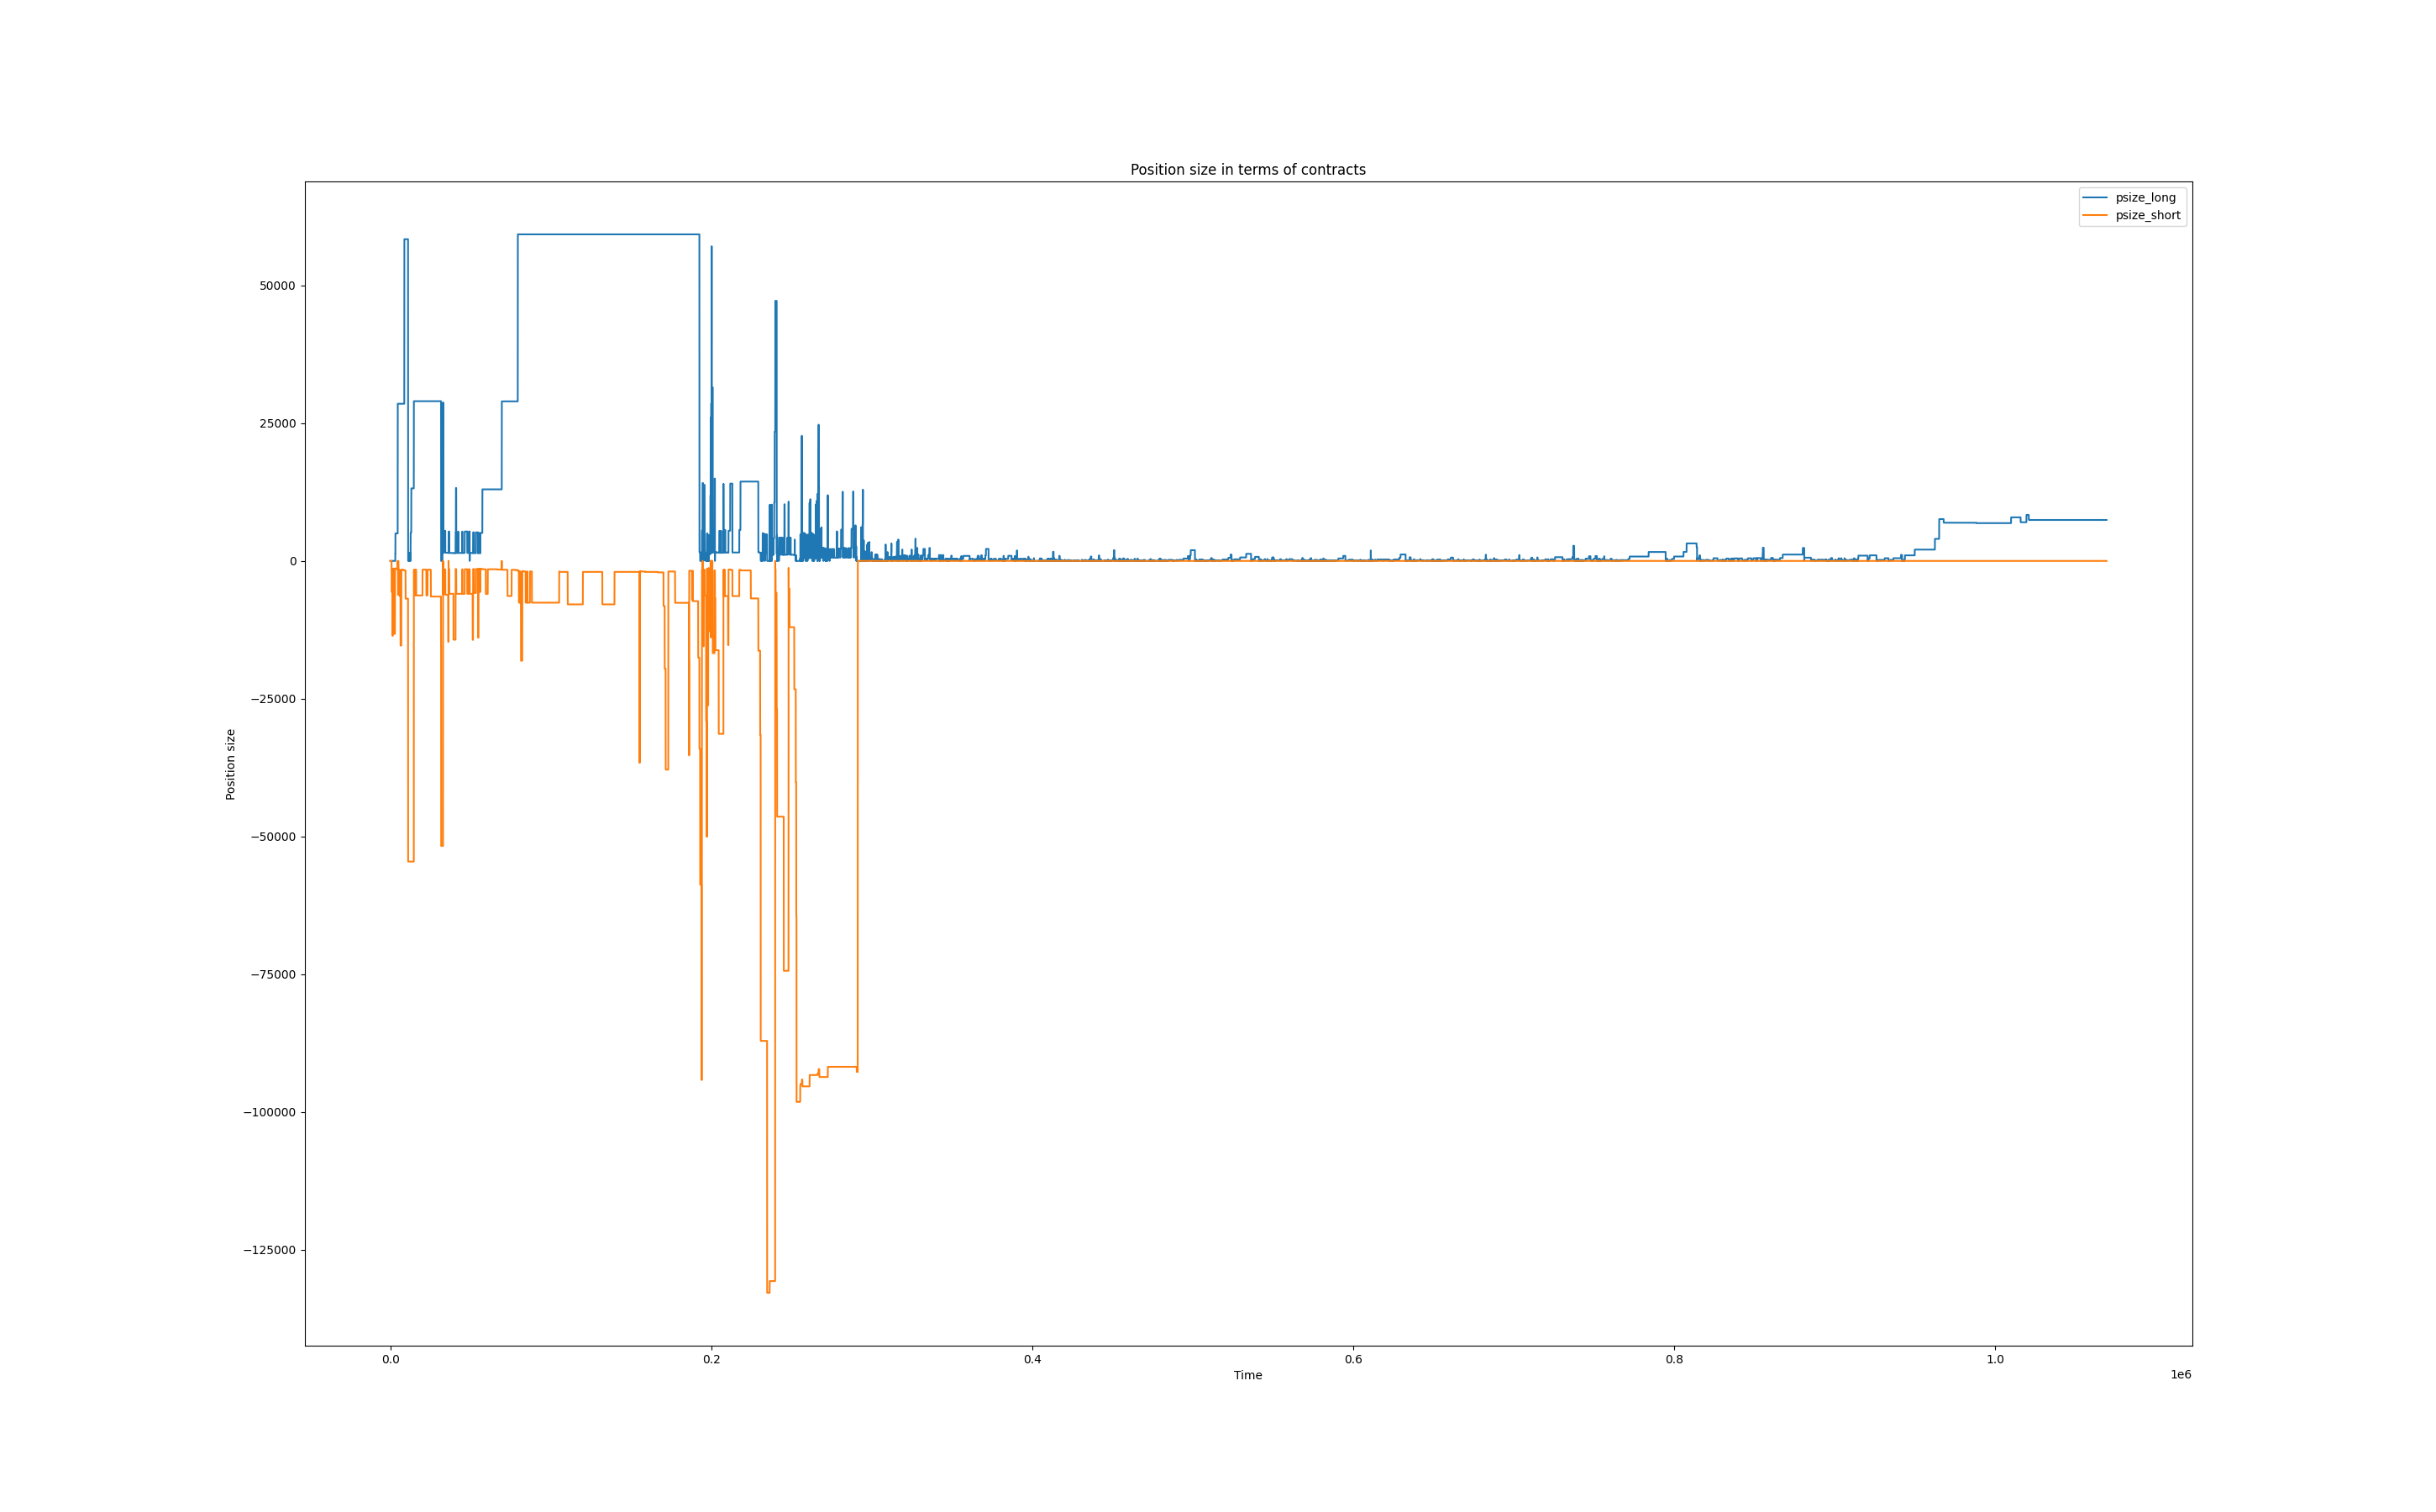 Position size in terms of contracts
psize_long
psize_short
50000
25000
0
−25000
−50000
−75000
−100000
−125000
Position size
0.0
0.2
0.4
0.6
0.8
1.0
Time
1e6